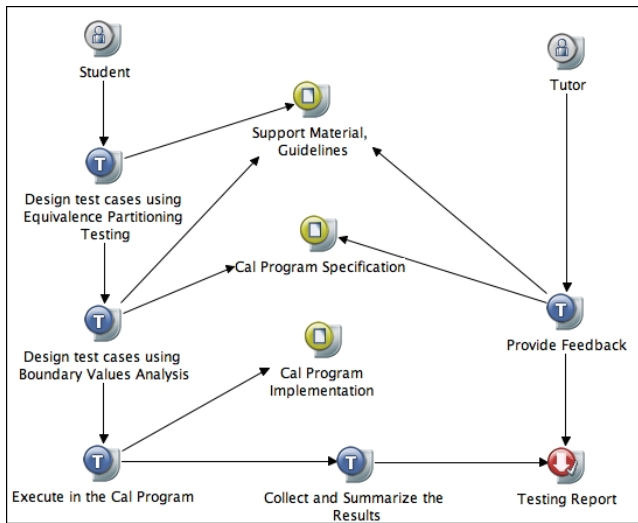 Student
Tutor
Support Material,
Guidelines
T
Design test cases using
Equivalence Partitioning
Testing
Cal Program Specification
T
Design test cases using
Boundary Values Analysis
T
Provide Feedback
Cal Program
Implementation
T
Execute in the Cal Program
T
Collect and Summarize the
Results
Testing Report